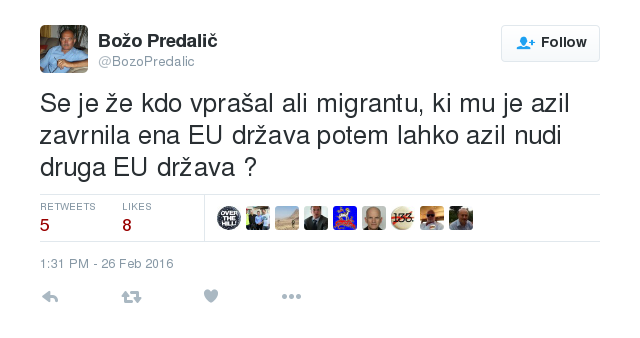 Božo Predalič
@BozoPredalic
Follow
Se je že kdo vprašal ali migrantu, ki mu je azil
zavrnila ena EU država potem lahko azil nudi
druga EU država ?
RETWEETS LIKES
5 8
OVER
THE
HILL!
1:31 PM - 26 Feb 2016